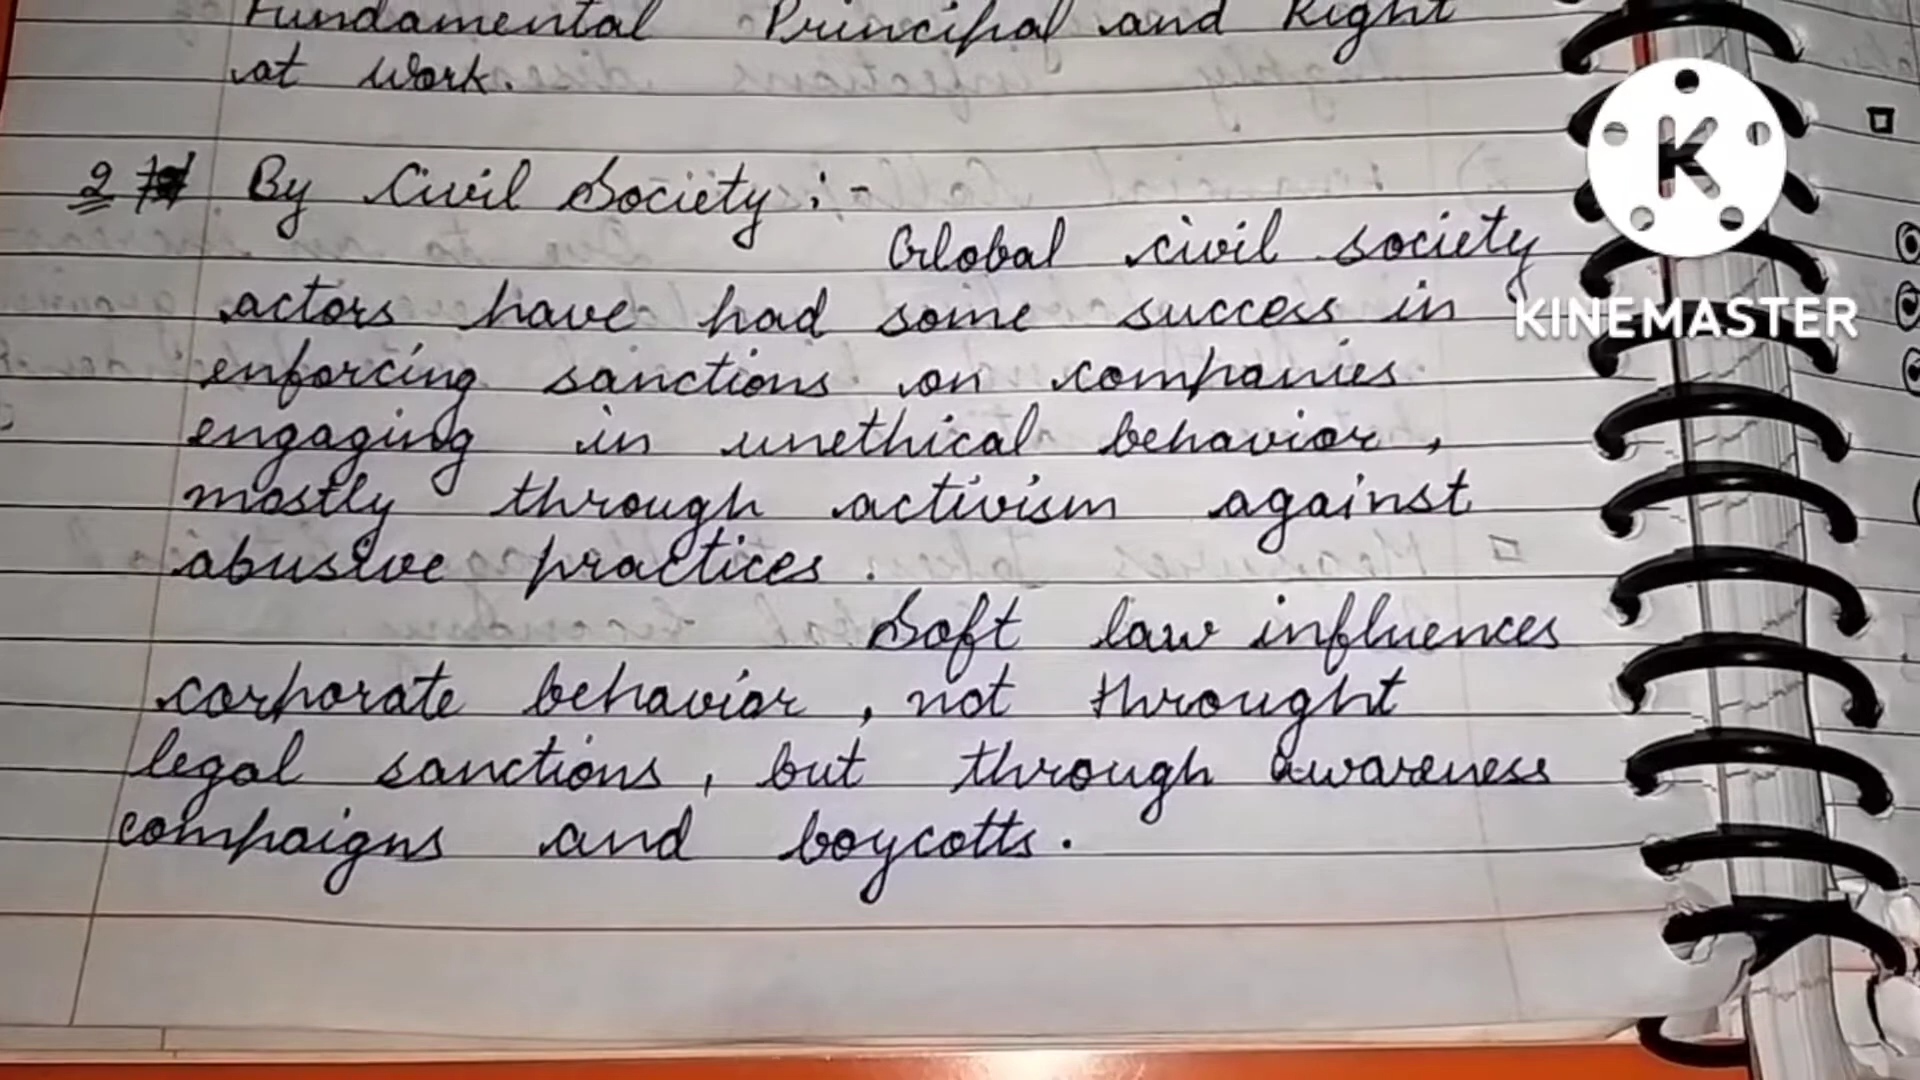 Fundamental Principal and Right
at work.
2 By Civil Society :-
Global civil society
actors have had some success in
enforcing sanctions on companies
engaging in unethical behavior,
mostly through activism against
abusive practices.
Soft law influences
corporate behavior, not throught
legal sanctions, but through awareness
compaigns and boycotts.
K
KINEMASTER